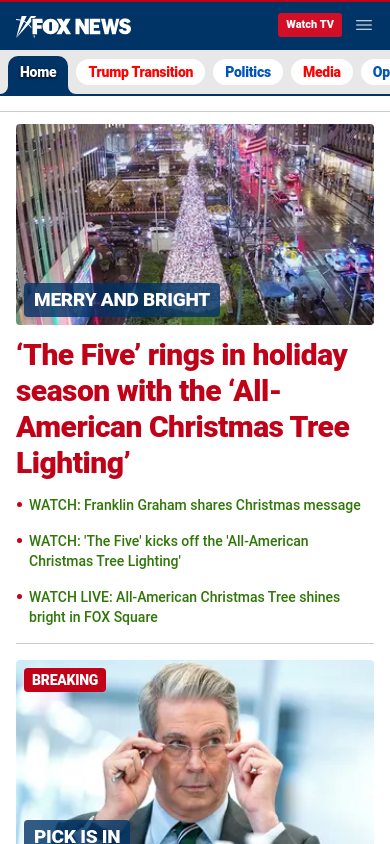 FOX NEWS
Watch TV
Home
Trump Transition
Politics
Media
Op
MERRY AND BRIGHT
‘The Five’ rings in holiday
season with the ‘All-
American Christmas Tree
Lighting’
WATCH: Franklin Graham shares Christmas message
WATCH: 'The Five' kicks off the 'All-American
Christmas Tree Lighting'
WATCH LIVE: All-American Christmas Tree shines
bright in FOX Square
BREAKING
PICK IS IN